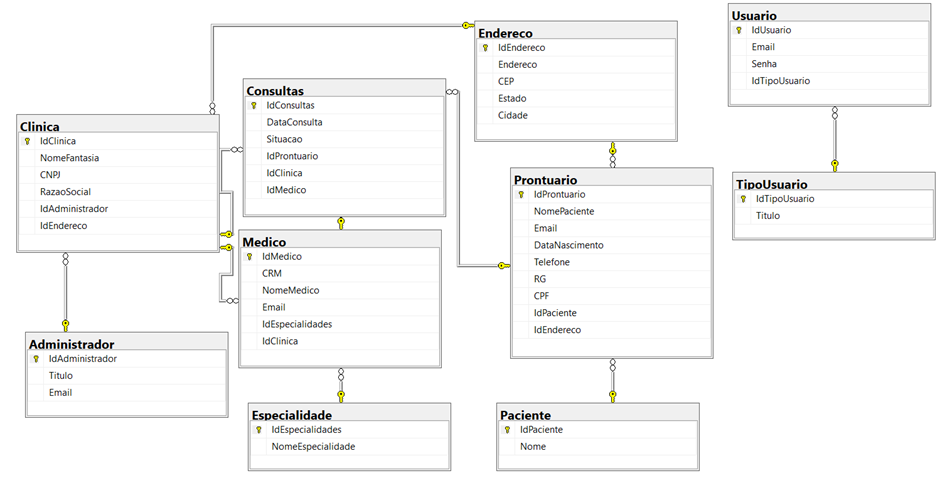 Usuario
IdUsuario
Email
Senha
IdTipoUsuario
Endereco
IdEndereco
Endereco
CEP
Estado
Cidade
Consultas
IdConsultas
DataConsulta
Situacao
IdProntuario
IdClinica
IdMedico
Clinica
IdClinica
NomeFantasia
CNPJ
RazaoSocial
IdAdministrador
IdEndereco
Prontuario
IdProntuario
NomePaciente
Email
DataNascimento
Telefone
RG
CPF
IdPaciente
IdEndereco
TipoUsuario
IdTipoUsuario
Titulo
Medico
IdMedico
CRM
NomeMedico
Email
IdEspecialidades
IdClinica
Administrador
IdAdministrador
Titulo
Email
Especialidade
IdEspecialidades
NomeEspecialidade
Paciente
IdPaciente
Nome